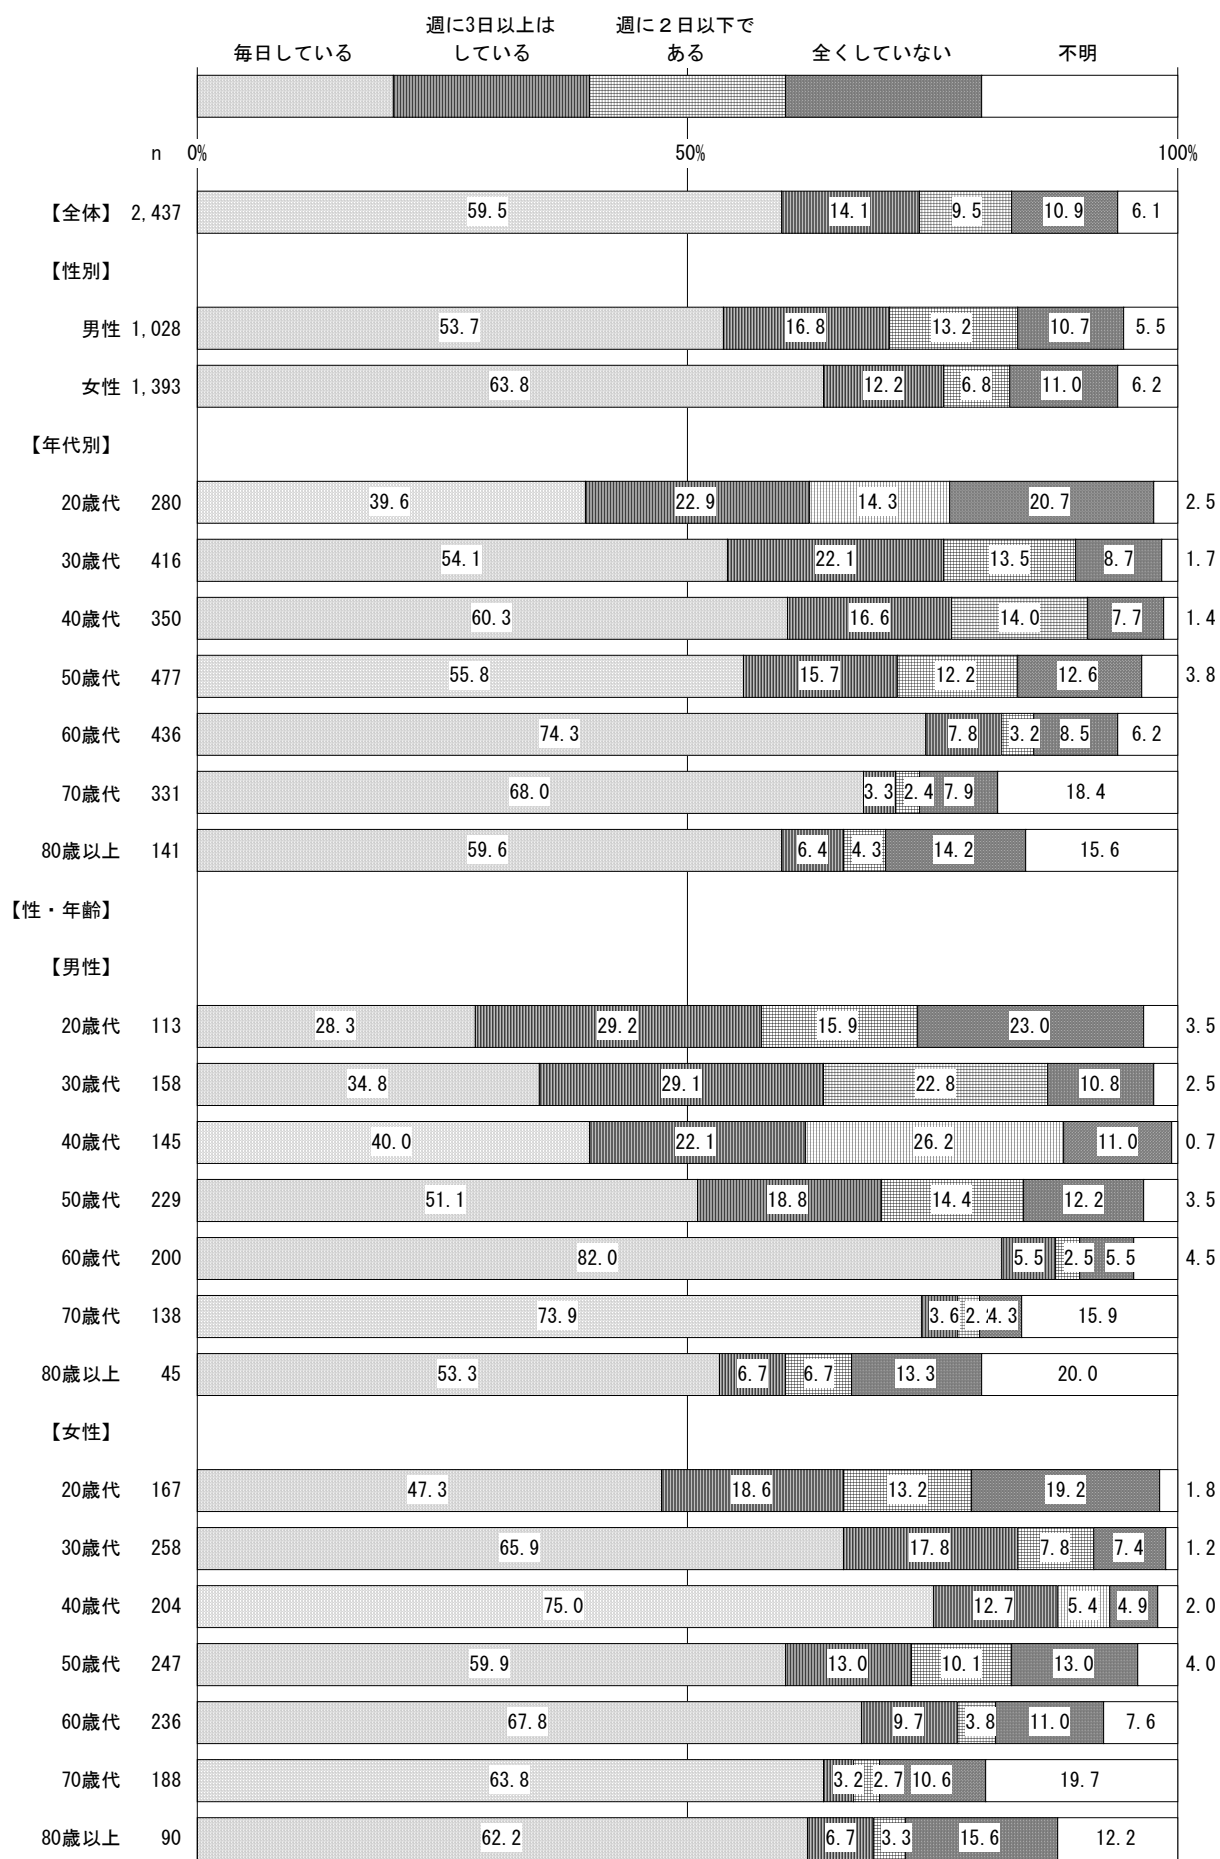 週に3日以上は 週に２日以下で
毎日している している ある 全くしていない 不明
n 0% 50% 100%
【全体】 2,437 59.5 14.1 9.5 10.9 6.1
【性別】
男性 1,028 53.7 16.8 13.2 10.7 5.5
女性 1,393 63.8 12.2 6.8 11.0 6.2
【年代別】
20歳代 280 39.6 22.9 14.3 20.7 2.5
30歳代 416 54.1 22.1 13.5 8.7 1.7
40歳代 350 60.3 16.6 14.0 7.7 1.4
50歳代 477 55.8 15.7 12.2 12.6 3.8
60歳代 436 74.3 7.8 3.2 8.5 6.2
70歳代 331 68.0 3.3 2.4 7.9 18.4
80歳以上 141 59.6 6.4 4.3 14.2 15.6
【性・年齢】
【男性】
20歳代 113 28.3 29.2 15.9 23.0 3.5
30歳代 158 34.8 29.1 22.8 10.8 2.5
40歳代 145 40.0 22.1 26.2 11.0 0.7
50歳代 229 51.1 18.8 14.4 12.2 3.5
60歳代 200 82.0 5.5 2.5 5.5 4.5
70歳代 138 73.9 3.6 4.3 15.9
80歳以上 45 53.3 6.7 6.7 13.3 20.0
【女性】
20歳代 167 47.3 18.6 13.2 19.2 1.8
30歳代 258 65.9 17.8 7.8 7.4 1.2
40歳代 204 75.0 12.7 5.4 4.9 2.0
50歳代 247 59.9 13.0 10.1 13.0 4.0
60歳代 236 67.8 9.7 3.8 11.0 7.6
70歳代 188 63.8 3.2 2.7 10.6 19.7
80歳以上 90 62.2 6.7 3.3 15.6 12.2